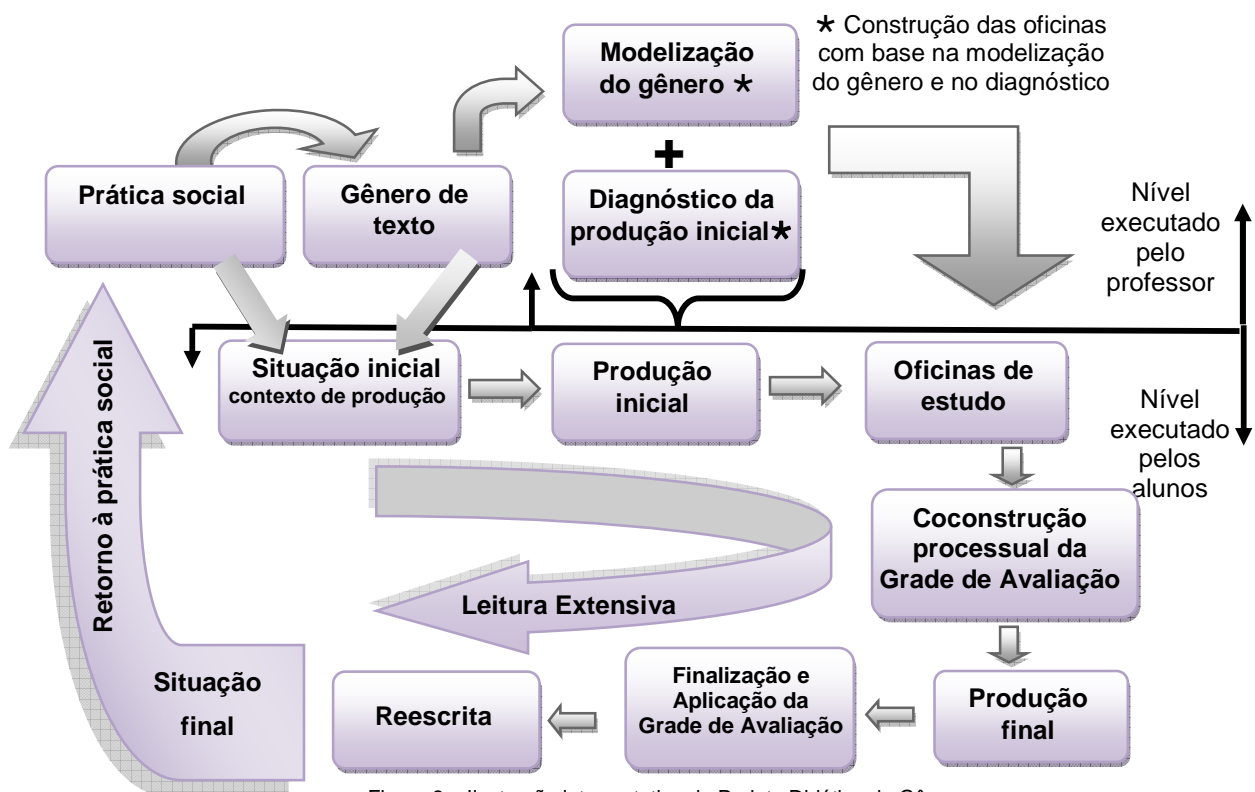 * Construção das oficinas
com base na modelização
do gênero e no diagnóstico
Modelização
do gênero *
+
Prática social
Gênero de
texto
Diagnóstico da
produção inicial*
Nível
executado
pelo
professor
Situação inicial
contexto de produção
Produção
inicial
Oficinas de
estudo
Nível
executado
pelos
alunos
Retorno à prática social
Coconstrução
processual da
Grade de Avaliação
Leitura Extensiva
Situação
final
Reescrita
Finalização e
Aplicação da
Grade de Avaliação
Produção
final